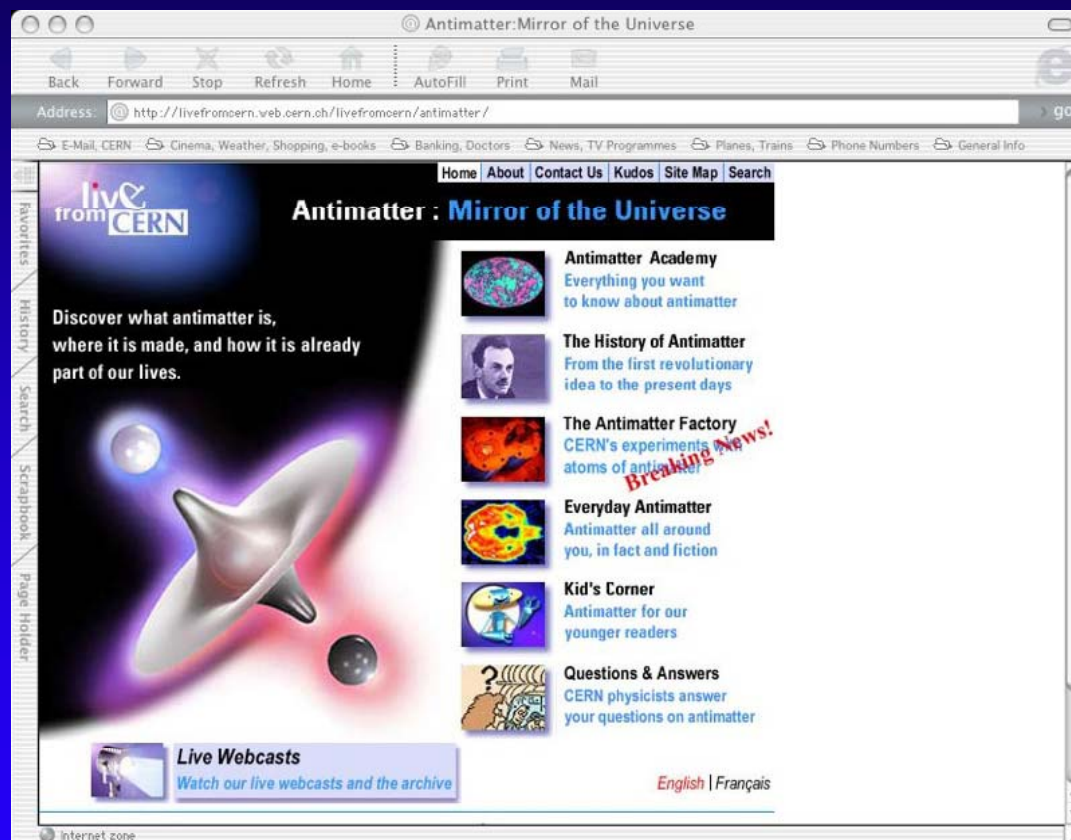 Antimatter:Mirror of the Universe
Back Forward Stop Refresh Home AutoFill Print Mail
Address: http://livefromcern.web.cern.ch/livefromcern/antimatter/ go
E-Mail, CERN Cinema, Weather, Shopping, e-books Banking, Doctors News, TV Programmes Planes, Trains Phone Numbers General Info
Favorites
History
Search
Scrapbook
Page Holder
Home About Contact Us Kudos Site Map Search
live
from CERN
Antimatter : Mirror of the Universe
Discover what antimatter is,
where it is made, and how it is already
part of our lives.
Antimatter Academy
Everything you want
to know about antimatter
The History of Antimatter
From the first revolutionary
idea to the present days
The Antimatter Factory
CERN's experiments with
atoms of antimatter
Breaking News!
Everyday Antimatter
Antimatter all around
you, in fact and fiction
Kid's Corner
Antimatter for our
younger readers
Questions & Answers
CERN physicists answer
your questions on antimatter
Live Webcasts
Watch our live webcasts and the archive
English | Français
Internet zone